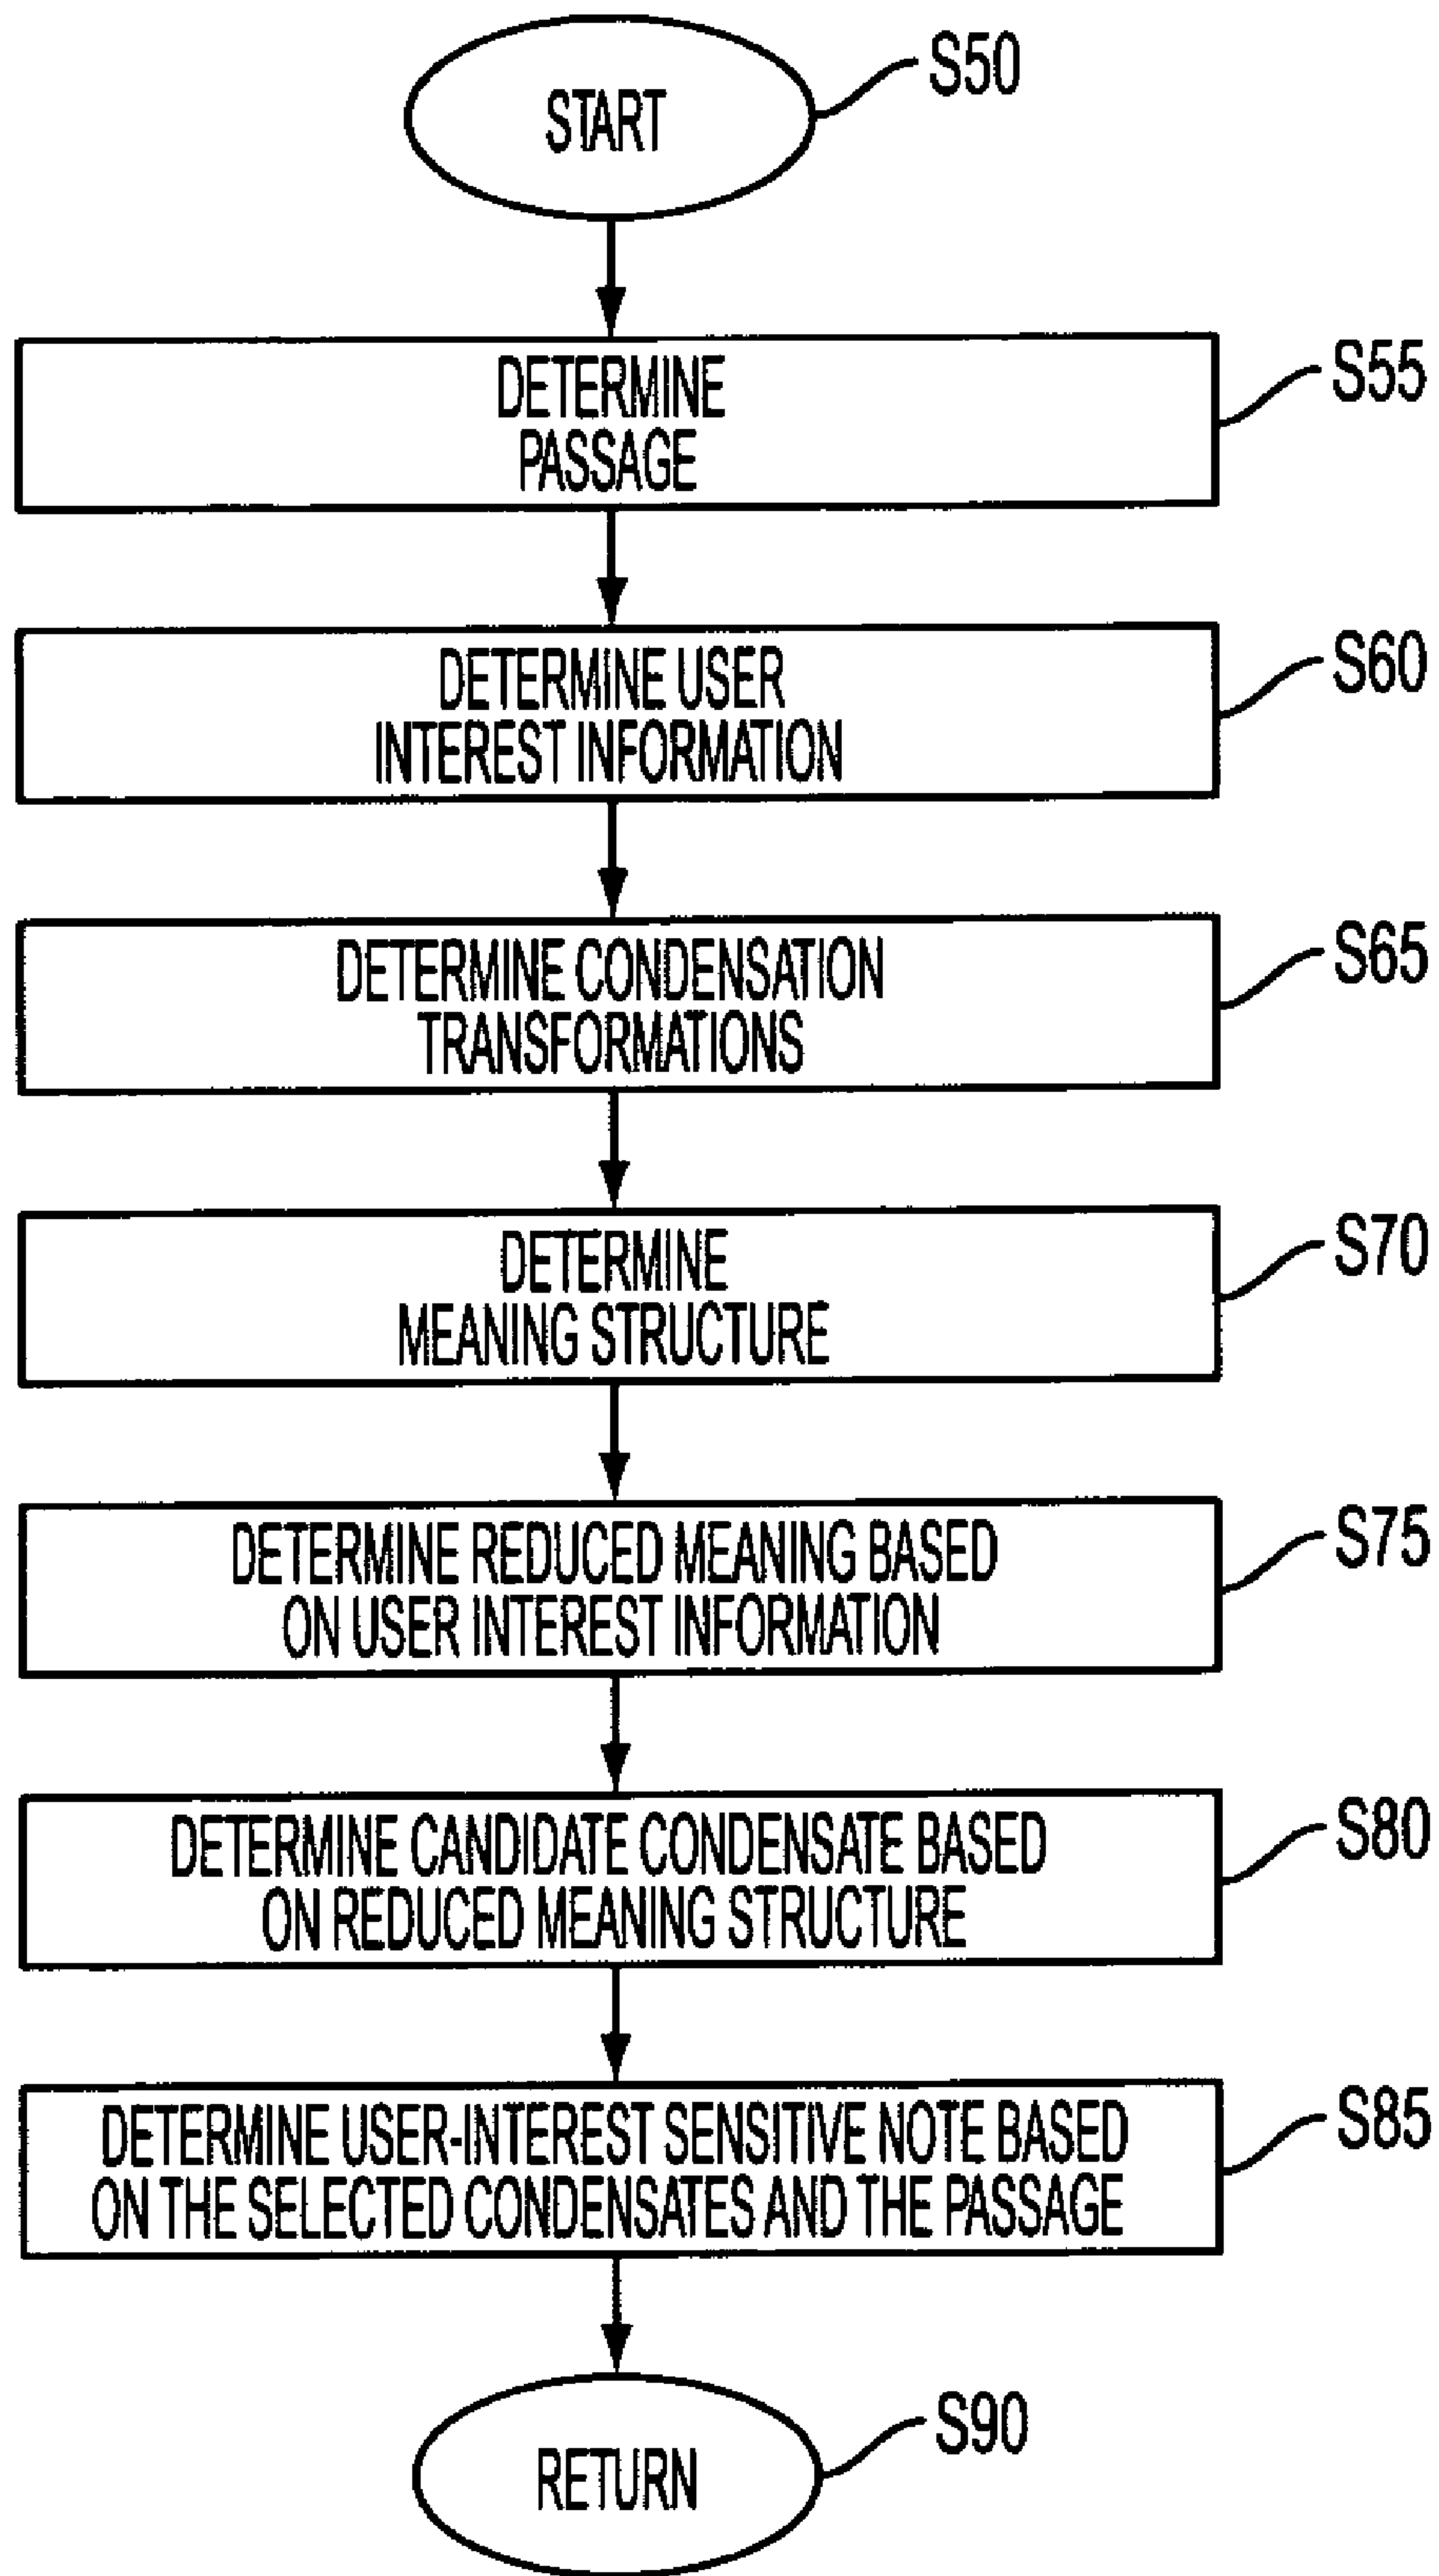 START
S50
DETERMINE
PASSAGE
S55
DETERMINE USER
INTEREST INFORMATION
S60
DETERMINE CONDENSATION
TRANSFORMATIONS
S65
DETERMINE
MEANING STRUCTURE
S70
DETERMINE REDUCED MEANING BASED
ON USER INTEREST INFORMATION
S75
DETERMINE CANDIDATE CONDENSATE BASED
ON REDUCED MEANING STRUCTURE
S80
DETERMINE USER-INTEREST SENSITIVE NOTE BASED
ON THE SELECTED CONDENSATES AND THE PASSAGE
S85
RETURN
S90